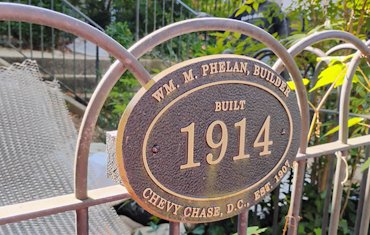 WM. M. PHELAN, BUILDER
BUILT
1914
CHEVY CHASE, D.C., EST. 1907